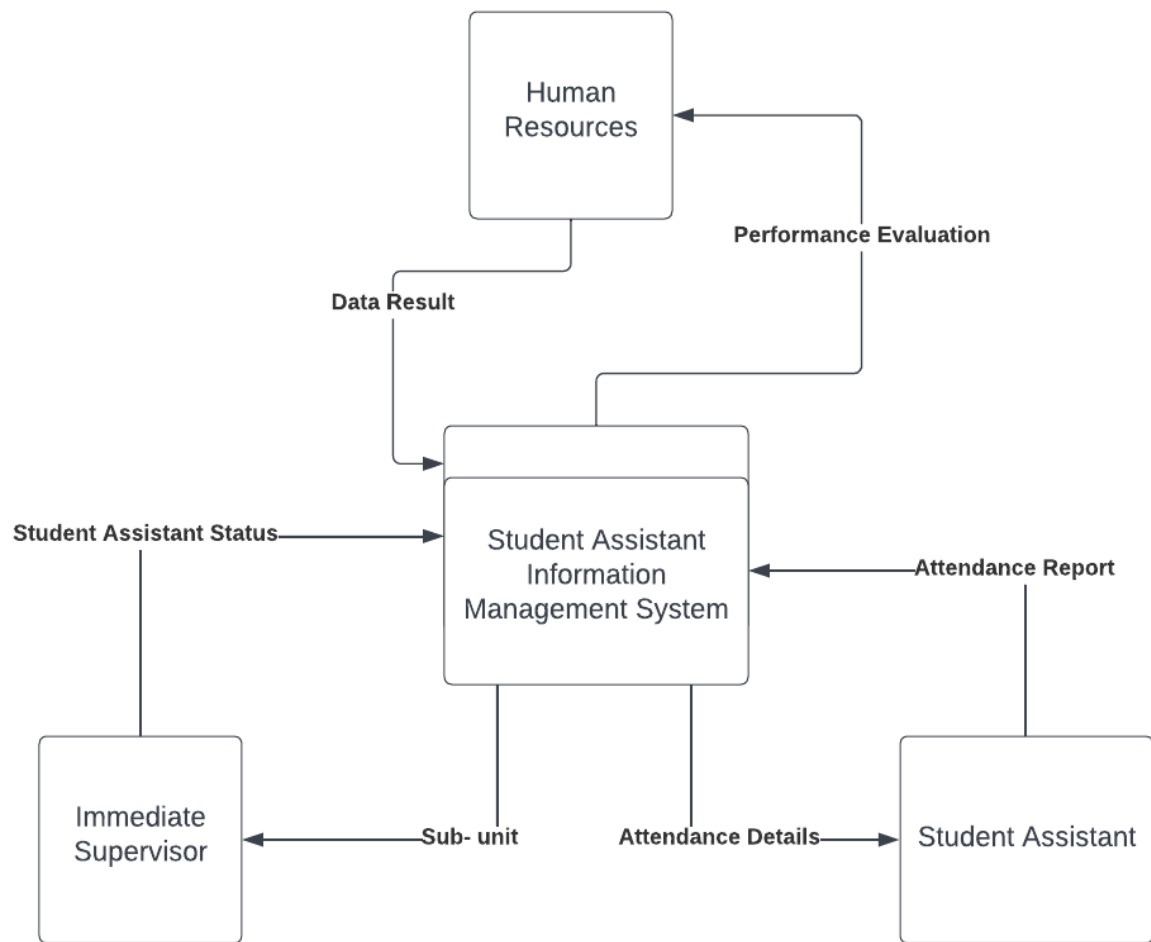 Human
Resources
Performance Evaluation
Data Result
Student Assistant Status
Student Assistant
Information
Management System
Attendance Report
Immediate
Supervisor
Sub- unit
Attendance Details
Student Assistant